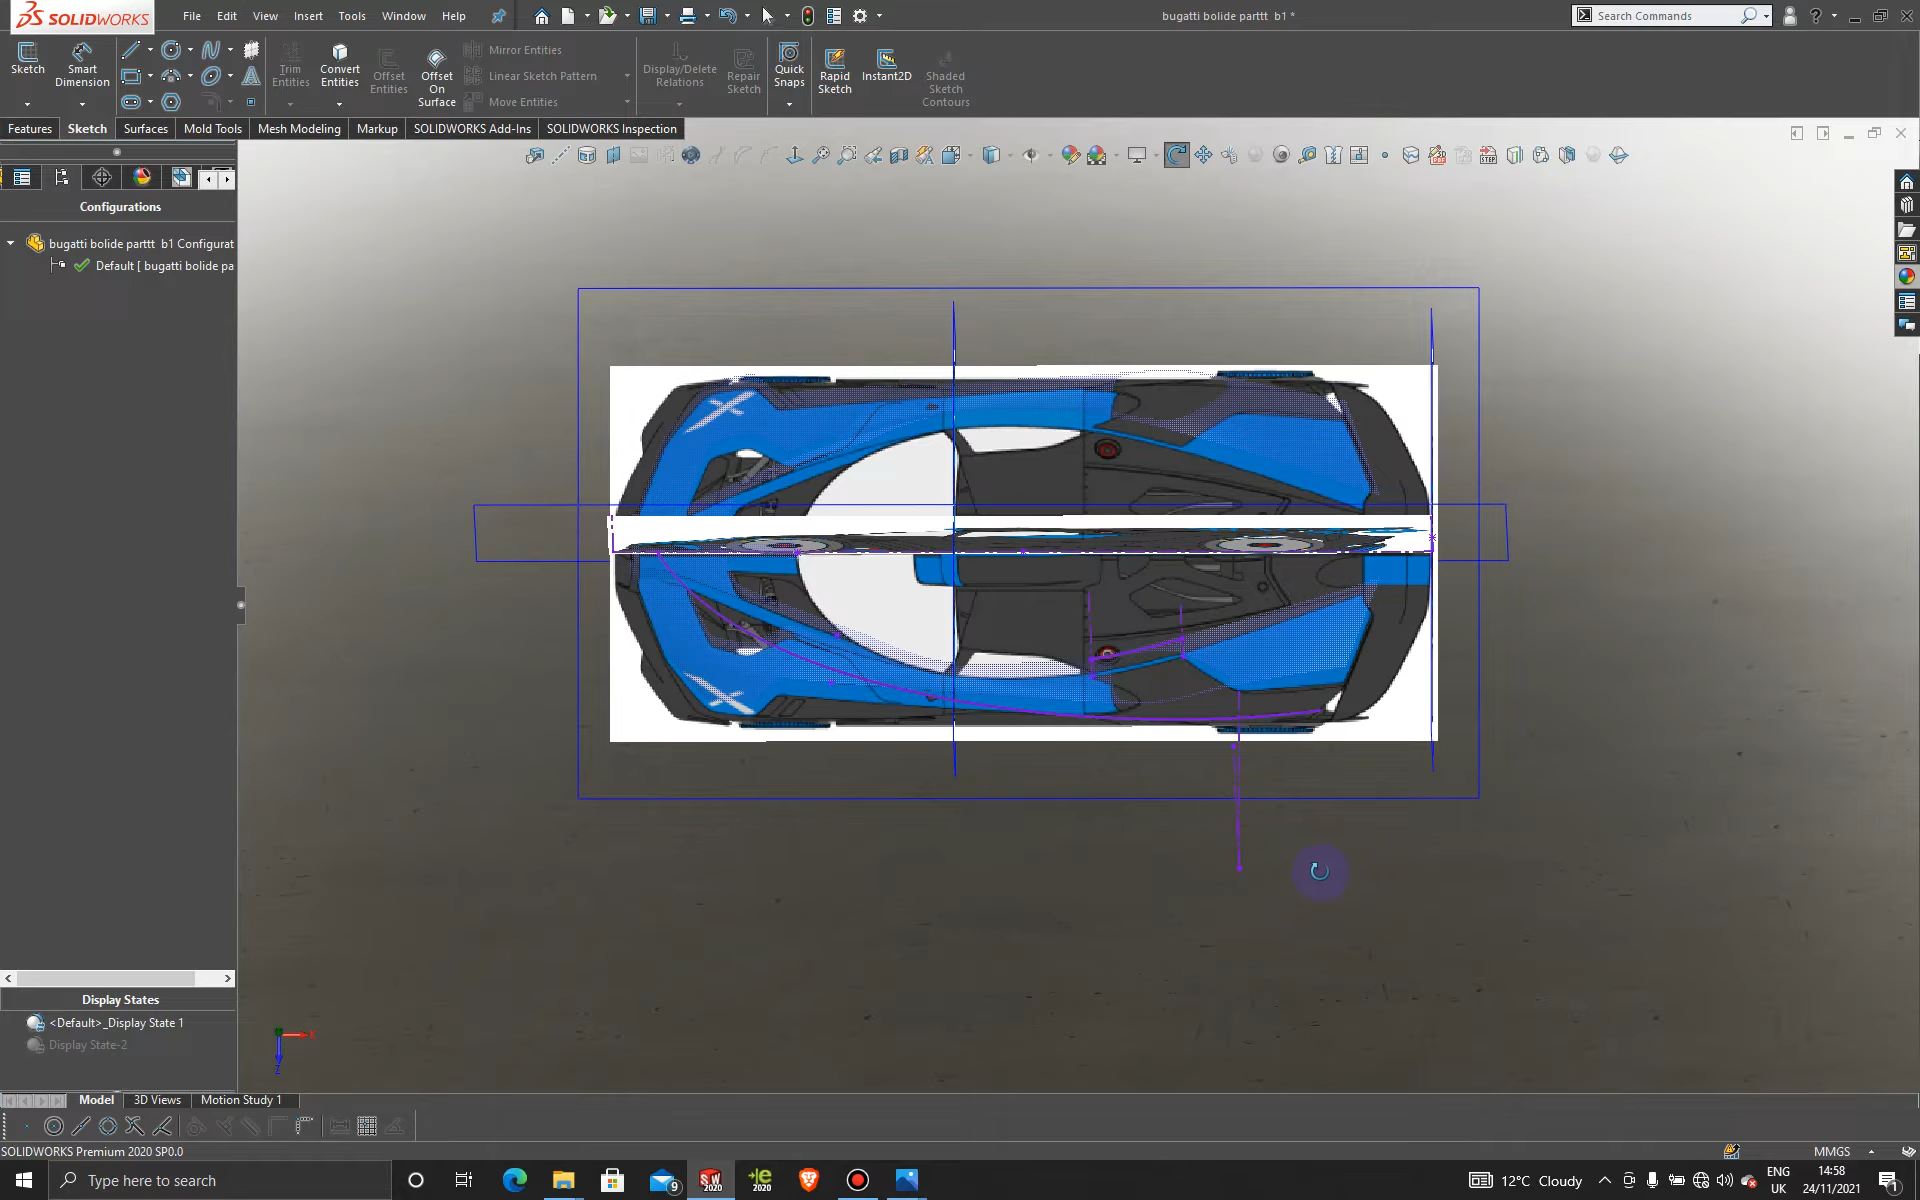 SOLIDWORKS File Edit View Insert Tools Window Help bugatti bolide parttt b1 * Search Commands
Sketch Smart Dimension Trim Entities Convert Entities Offset Entities Offset On Surface Mirror Entities Linear Sketch Pattern Move Entities Display/Delete Relations Repair Sketch Quick Snaps Rapid Sketch Instant2D Shaded Sketch Contours
Features Sketch Surfaces Mold Tools Mesh Modeling Markup SOLIDWORKS Add-Ins SOLIDWORKS Inspection
Configurations
bugatti bolide parttt b1 Configurat
Default [ bugatti bolide pa
Display States
<Default>_Display State 1
Display State-2
X
Z
Model 3D Views Motion Study 1
SOLIDWORKS Premium 2020 SP0.0 MMGS
Type here to search 9 SW 2020 e 2020 12°C Cloudy ENG UK 14:58 24/11/2021 1